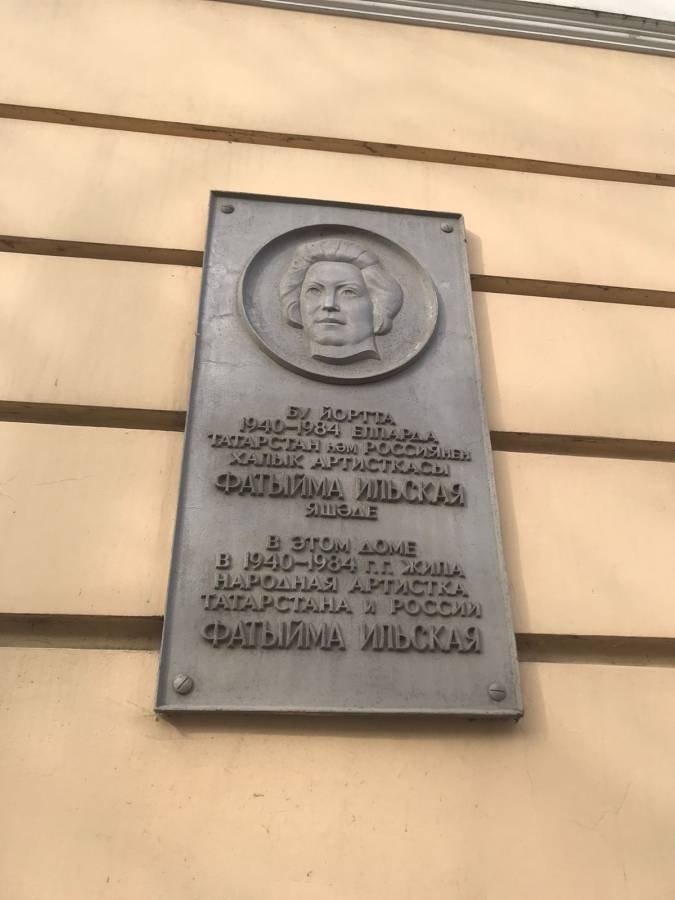 БУ ЙОРТТА
1940–1984 ЕЛЛАРДА
ТАТАРСТАН ҺӘМ РОССИЯНЕҢ
ХАЛЫК АРТИСТКАСЫ
ФАТЫЙМА ИЛЬСКАЯ
ЯШӘДЕ
В ЭТОМ ДОМЕ
В 1940–1984 Г.Г. ЖИЛА
НАРОДНАЯ АРТИСТКА
ТАТАРСТАНА И РОССИИ
ФАТЫЙМА ИЛЬСКАЯ